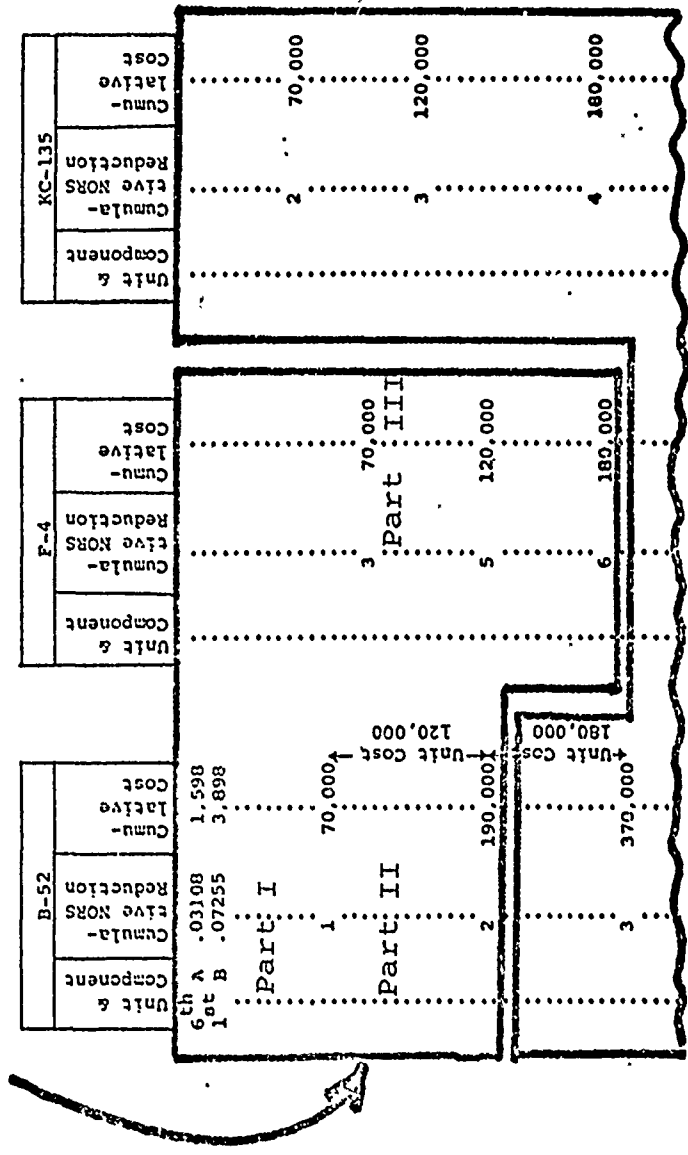 B-52
Unit & Component
Cumula-
tive NORS
Reduction
Cumu-
lative
Cost
6th A .03108 1,598
1st B .07255 3,898
Part I
1 70,000
Unit Cost 120,000
Part II
2 190,000
Unit Cost 180,000
3 370,000
F-4
Unit & Component
Cumula-
tive NORS
Reduction
Cumu-
lative
Cost
3 70,000
Part III
5 120,000
6 180,000
KC-135
Unit & Component
Cumula-
tive NORS
Reduction
Cumu-
lative
Cost
2 70,000
3 120,000
4 180,000